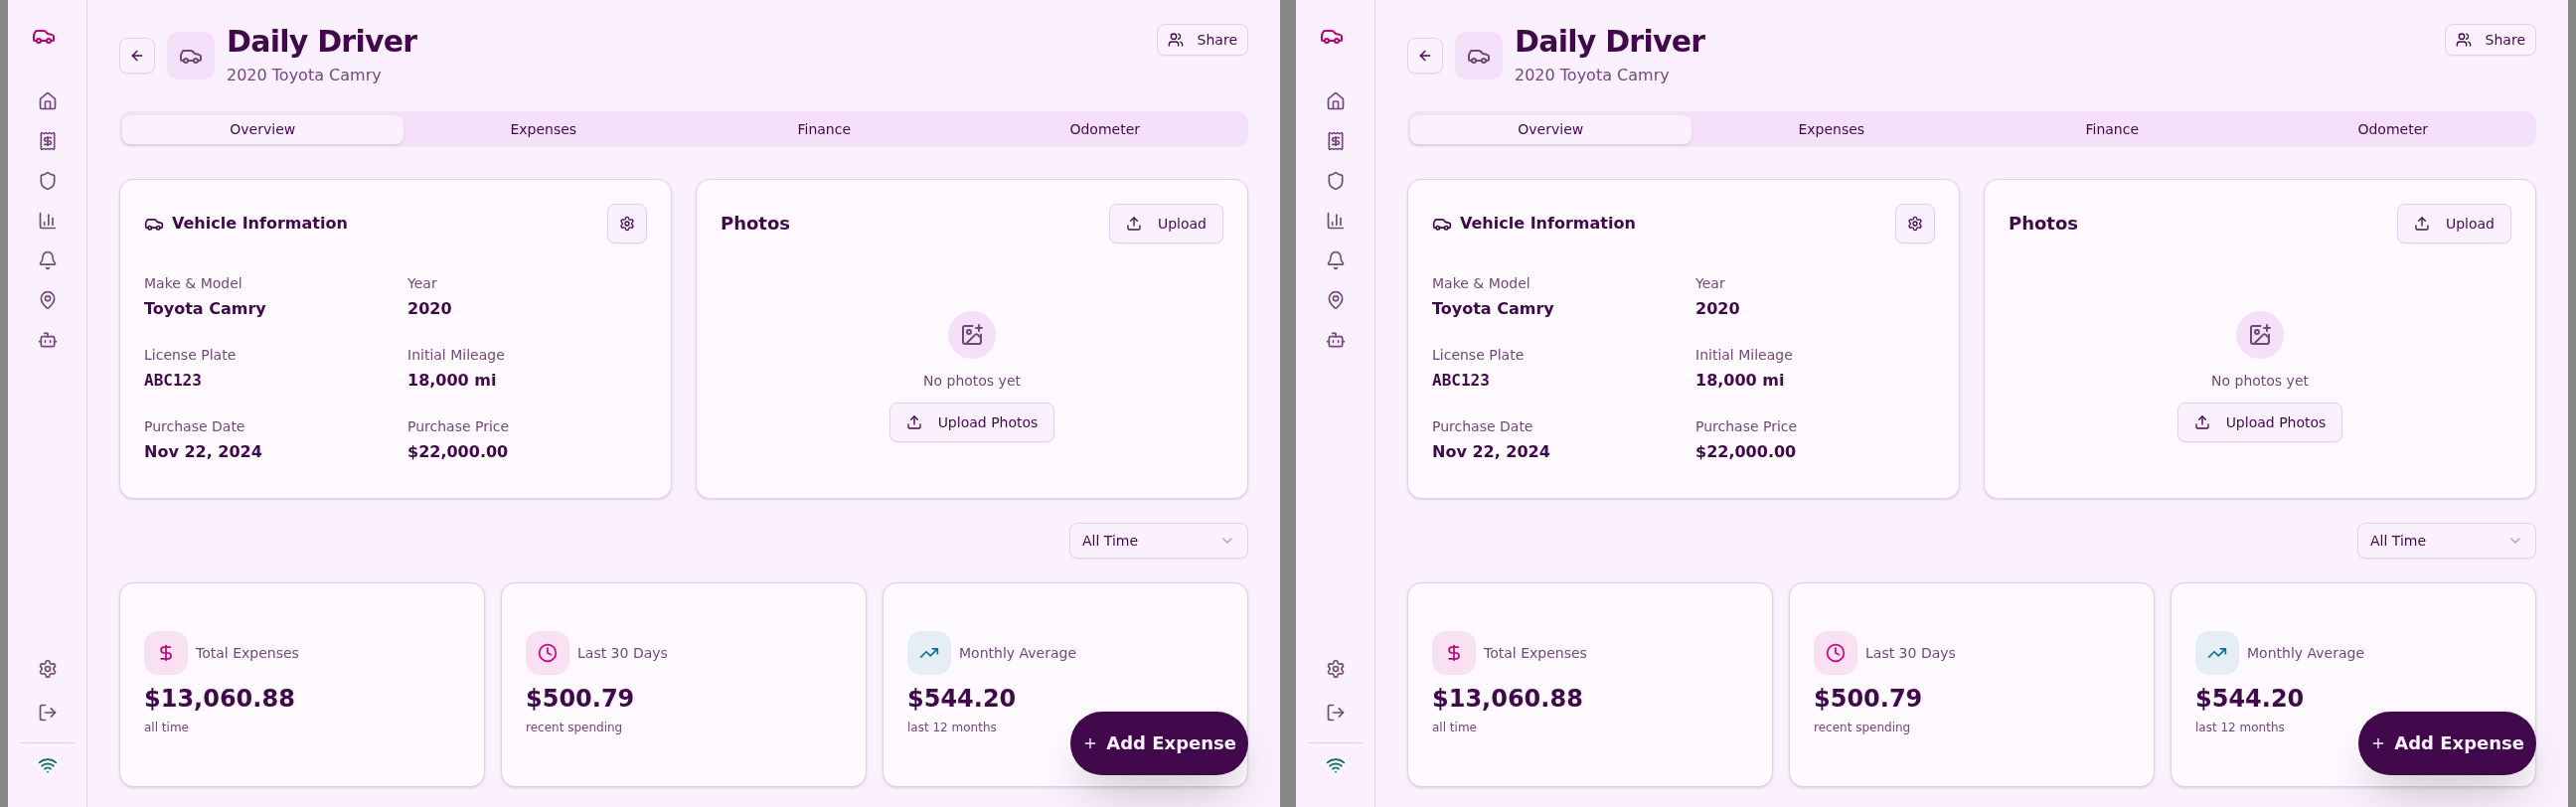 Daily Driver
2020 Toyota Camry
Share
Overview
Expenses
Finance
Odometer
Vehicle Information
Make & Model
Year
Toyota Camry
2020
License Plate
Initial Mileage
ABC123
18,000 mi
Purchase Date
Purchase Price
Nov 22, 2024
$22,000.00
Photos
Upload
No photos yet
Upload Photos
All Time
Total Expenses
$13,060.88
all time
Last 30 Days
$500.79
recent spending
Monthly Average
$544.20
last 12 months
+ Add Expense
Daily Driver
2020 Toyota Camry
Share
Overview
Expenses
Finance
Odometer
Vehicle Information
Make & Model
Year
Toyota Camry
2020
License Plate
Initial Mileage
ABC123
18,000 mi
Purchase Date
Purchase Price
Nov 22, 2024
$22,000.00
Photos
Upload
No photos yet
Upload Photos
All Time
Total Expenses
$13,060.88
all time
Last 30 Days
$500.79
recent spending
Monthly Average
$544.20
last 12 months
+ Add Expense